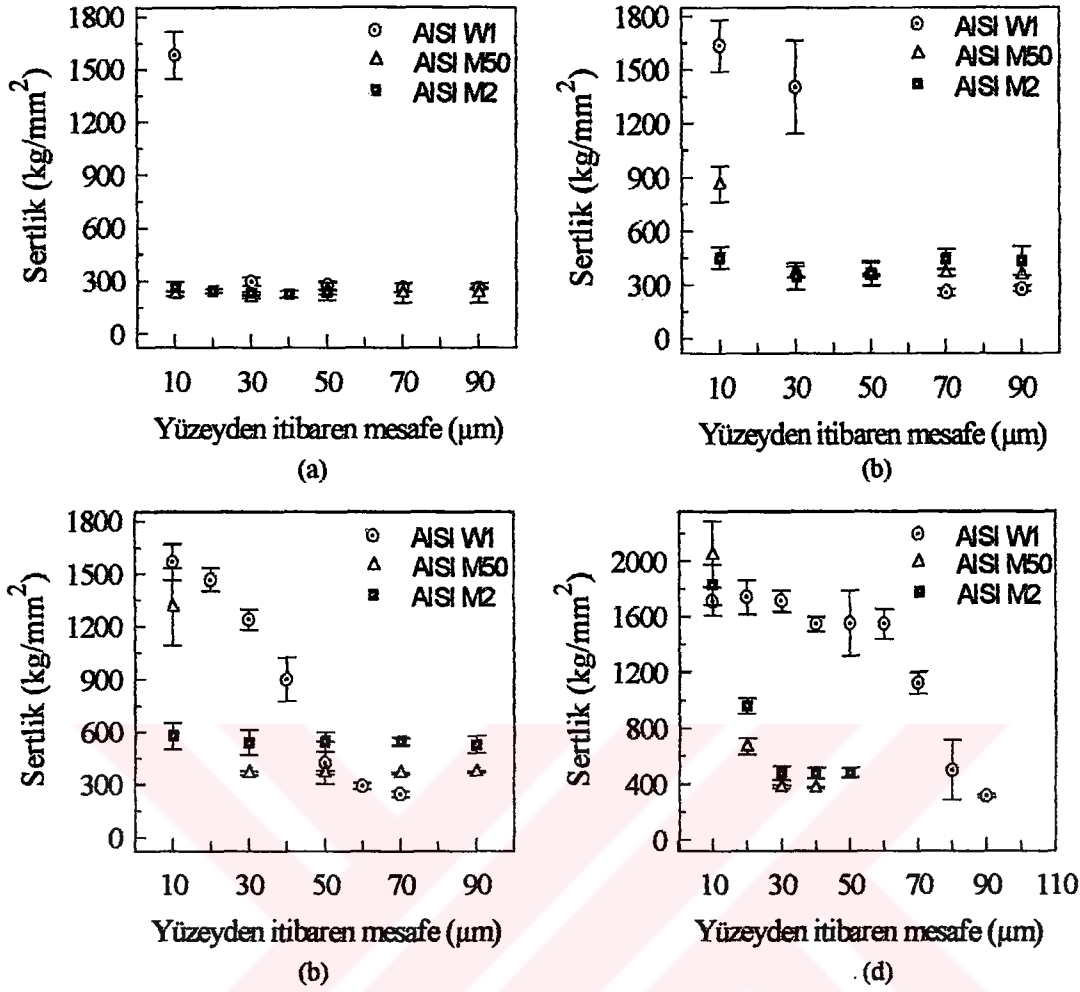 1800
1500
1200
900
600
300
0
Sertlik (kg/mm²)
AISI W1
AISI M50
AISI M2
10 30 50 70 90
Yüzeyden itibaren mesafe (µm)
(a)
1800
1500
1200
900
600
300
0
Sertlik (kg/mm²)
AISI W1
AISI M50
AISI M2
10 30 50 70 90
Yüzeyden itibaren mesafe (µm)
(b)
1800
1500
1200
900
600
300
0
Sertlik (kg/mm²)
AISI W1
AISI M50
AISI M2
10 30 50 70 90
Yüzeyden itibaren mesafe (µm)
(b)
2000
1600
1200
800
400
0
Sertlik (kg/mm²)
AISI W1
AISI M50
AISI M2
10 30 50 70 90 110
Yüzeyden itibaren mesafe (µm)
(d)